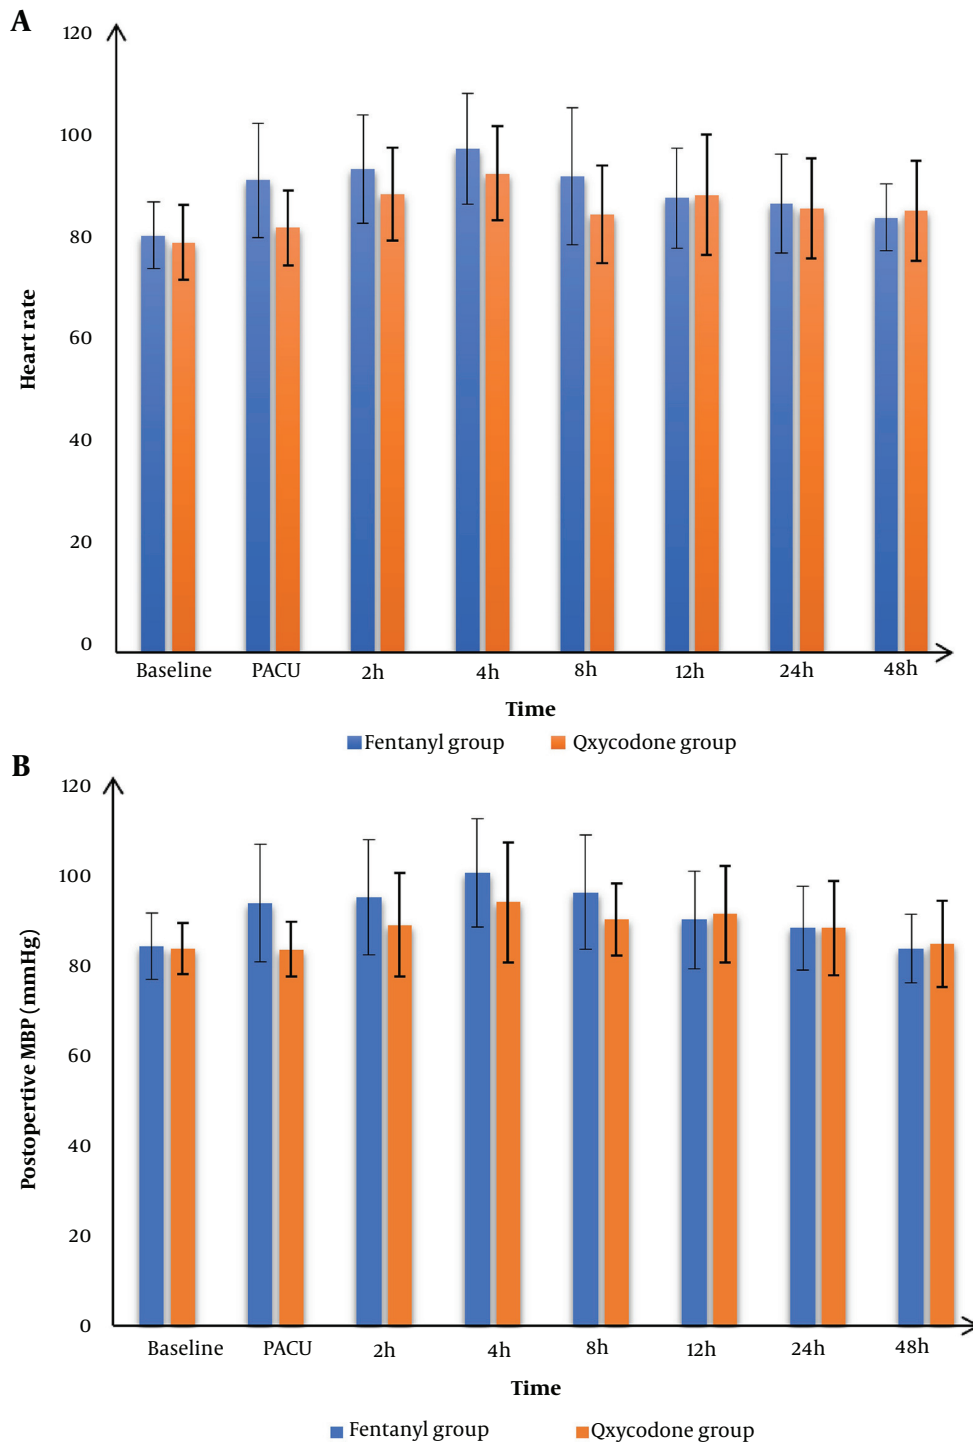 A
120
100
80
60
40
20
0
Heart rate
Baseline PACU 2h 4h 8h 12h 24h 48h
Time
Fentanyl group Qxycodone group
B
120
100
80
60
40
20
0
Postopertive MBP (mmHg)
Baseline PACU 2h 4h 8h 12h 24h 48h
Time
Fentanyl group Qxycodone group